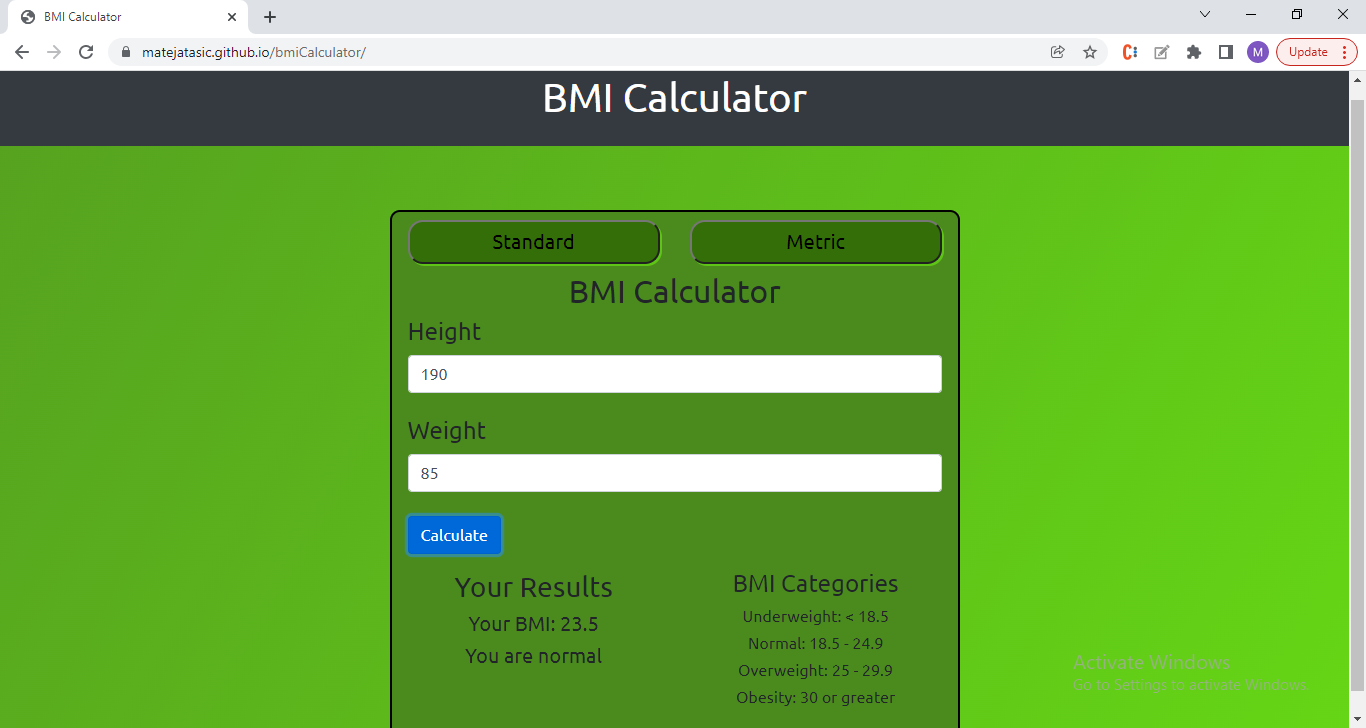 BMI Calculator
matejatasic.github.io/bmiCalculator/
M
Update
BMI Calculator
Standard
Metric
BMI Calculator
Height
190
Weight
85
Calculate
Your Results
Your BMI: 23.5
You are normal
BMI Categories
Underweight: < 18.5
Normal: 18.5 - 24.9
Overweight: 25 - 29.9
Obesity: 30 or greater
Activate Windows
Go to Settings to activate Windows.